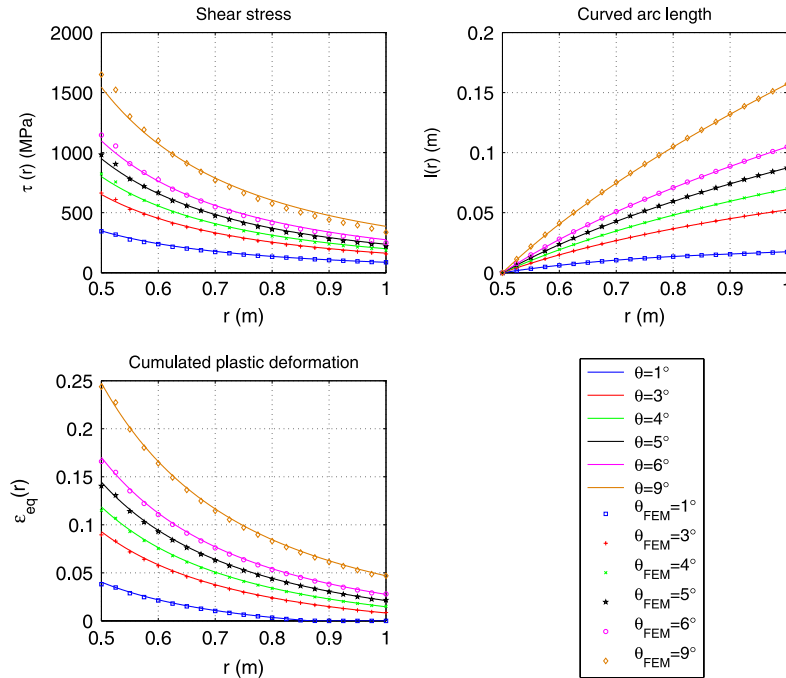 Shear stress
2000
1500
1000
500
0
τ (r) (MPa)
0.5 0.6 0.7 0.8 0.9 1
r (m)
Curved arc length
0.2
0.15
0.1
0.05
0
l(r) (m)
0.5 0.6 0.7 0.8 0.9 1
r (m)
Cumulated plastic deformation
0.25
0.2
0.15
0.1
0.05
0
ε_eq(r)
0.5 0.6 0.7 0.8 0.9 1
r (m)
θ=1°
θ=3°
θ=4°
θ=5°
θ=6°
θ=9°
θ_FEM=1°
θ_FEM=3°
θ_FEM=4°
θ_FEM=5°
θ_FEM=6°
θ_FEM=9°